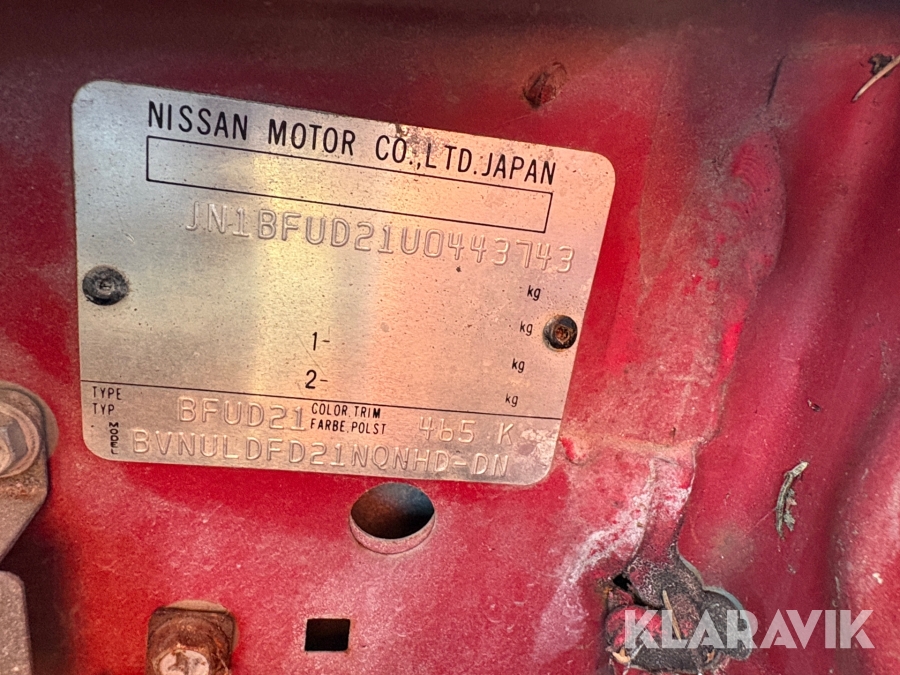 NISSAN MOTOR CO.,LTD.JAPAN
JN1BFUD21U0443743
kg
1- kg
kg
2- kg
TYPE
TYP BFUD21 COLOR.TRIM FARBE.POLST 465 K
MODEL BVNULDFD21NQNHD-DN
KLARAVIK